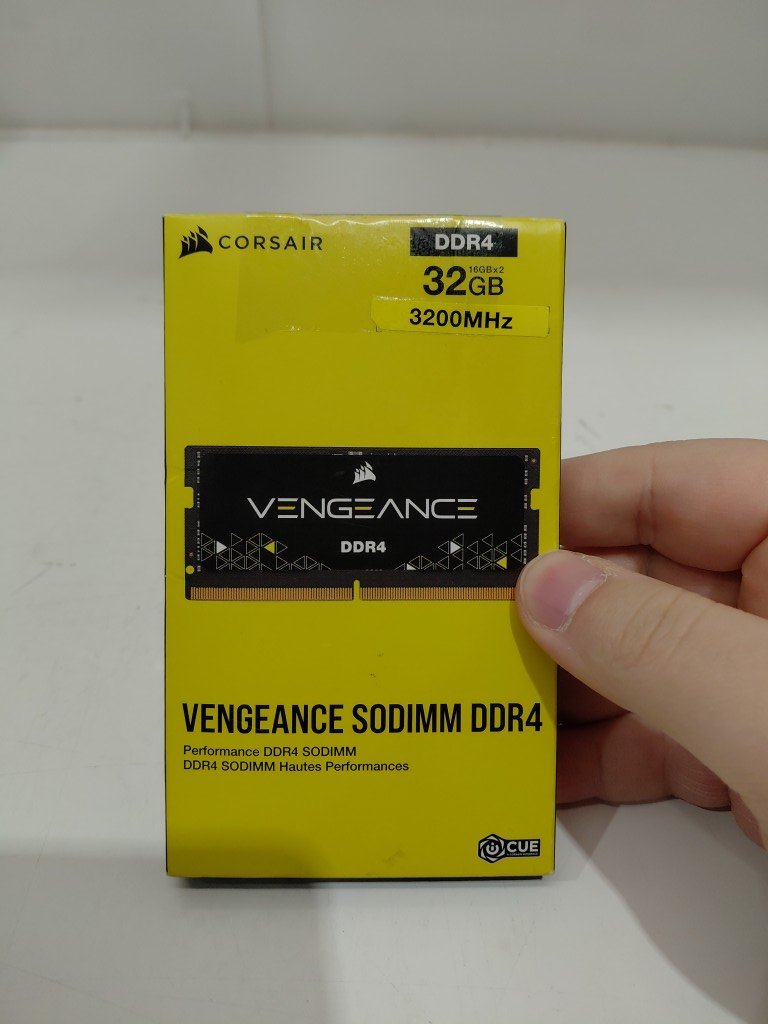 CORSAIR
DDR4
16GBx2
32GB
3200MHz
VENGEANCE
DDR4
VENGEANCE SODIMM DDR4
Performance DDR4 SODIMM
DDR4 SODIMM Hautes Performances
iCUE